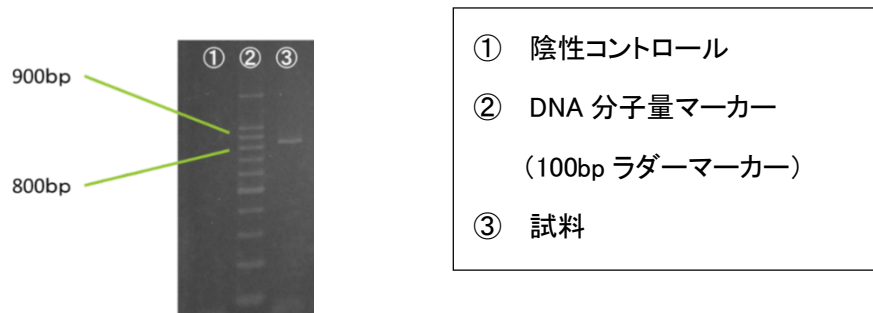 ① ② ③
900bp
800bp
① 陰性コントロール
② DNA 分子量マーカー
（100bp ラダーマーカー）
③ 試料